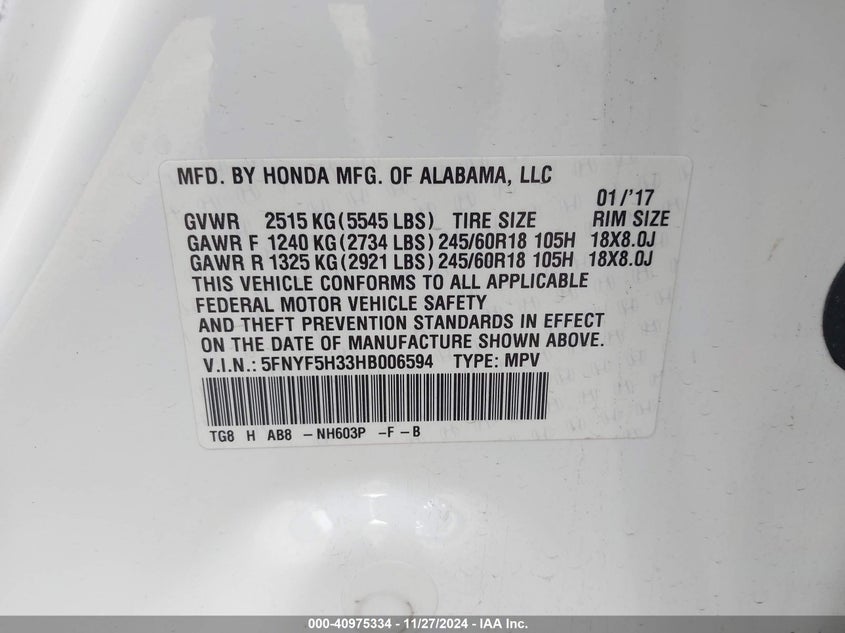 MFD. BY HONDA MFG. OF ALABAMA, LLC
01/'17
GVWR 2515 KG(5545 LBS) TIRE SIZE RIM SIZE
GAWR F 1240 KG(2734 LBS) 245/60R18 105H 18X8.0J
GAWR R 1325 KG(2921 LBS) 245/60R18 105H 18X8.0J
THIS VEHICLE CONFORMS TO ALL APPLICABLE
FEDERAL MOTOR VEHICLE SAFETY
AND THEFT PREVENTION STANDARDS IN EFFECT
ON THE DATE OF MANUFACTURE SHOWN ABOVE.
V.I.N.: 5FNYF5H33HB006594 TYPE: MPV
TG8 H AB8 -NH603P -F-B
000-40975334 - 11/27/2024 - IAA Inc.